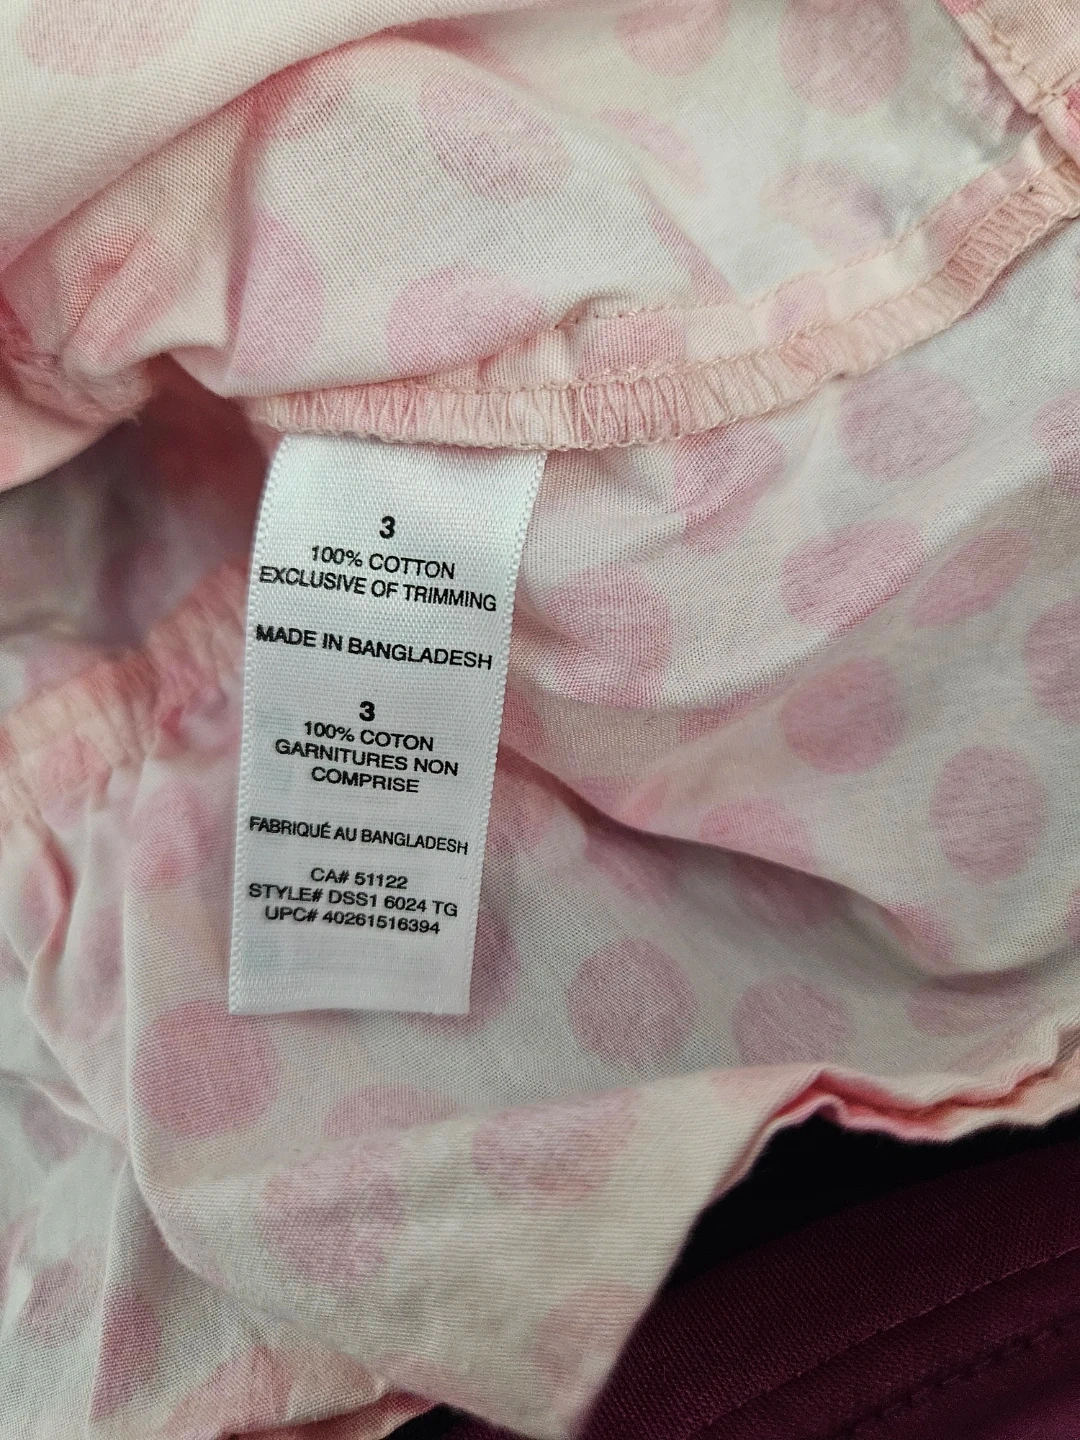 3
100% COTTON
EXCLUSIVE OF TRIMMING
MADE IN BANGLADESH
3
100% COTON
GARNITURES NON
COMPRISE
FABRIQUÉ AU BANGLADESH
CA# 51122
STYLE# DSS1 6024 TG
UPC# 40261516394